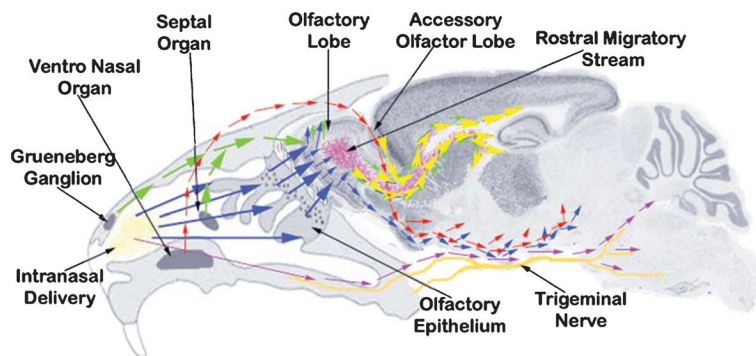 Septal
Organ
Olfactory
Lobe
Accessory
Olfactor Lobe
Rostral Migratory
Stream
Ventro Nasal
Organ
Grueneberg
Ganglion
Intranasal
Delivery
Olfactory
Epithelium
Trigeminal
Nerve